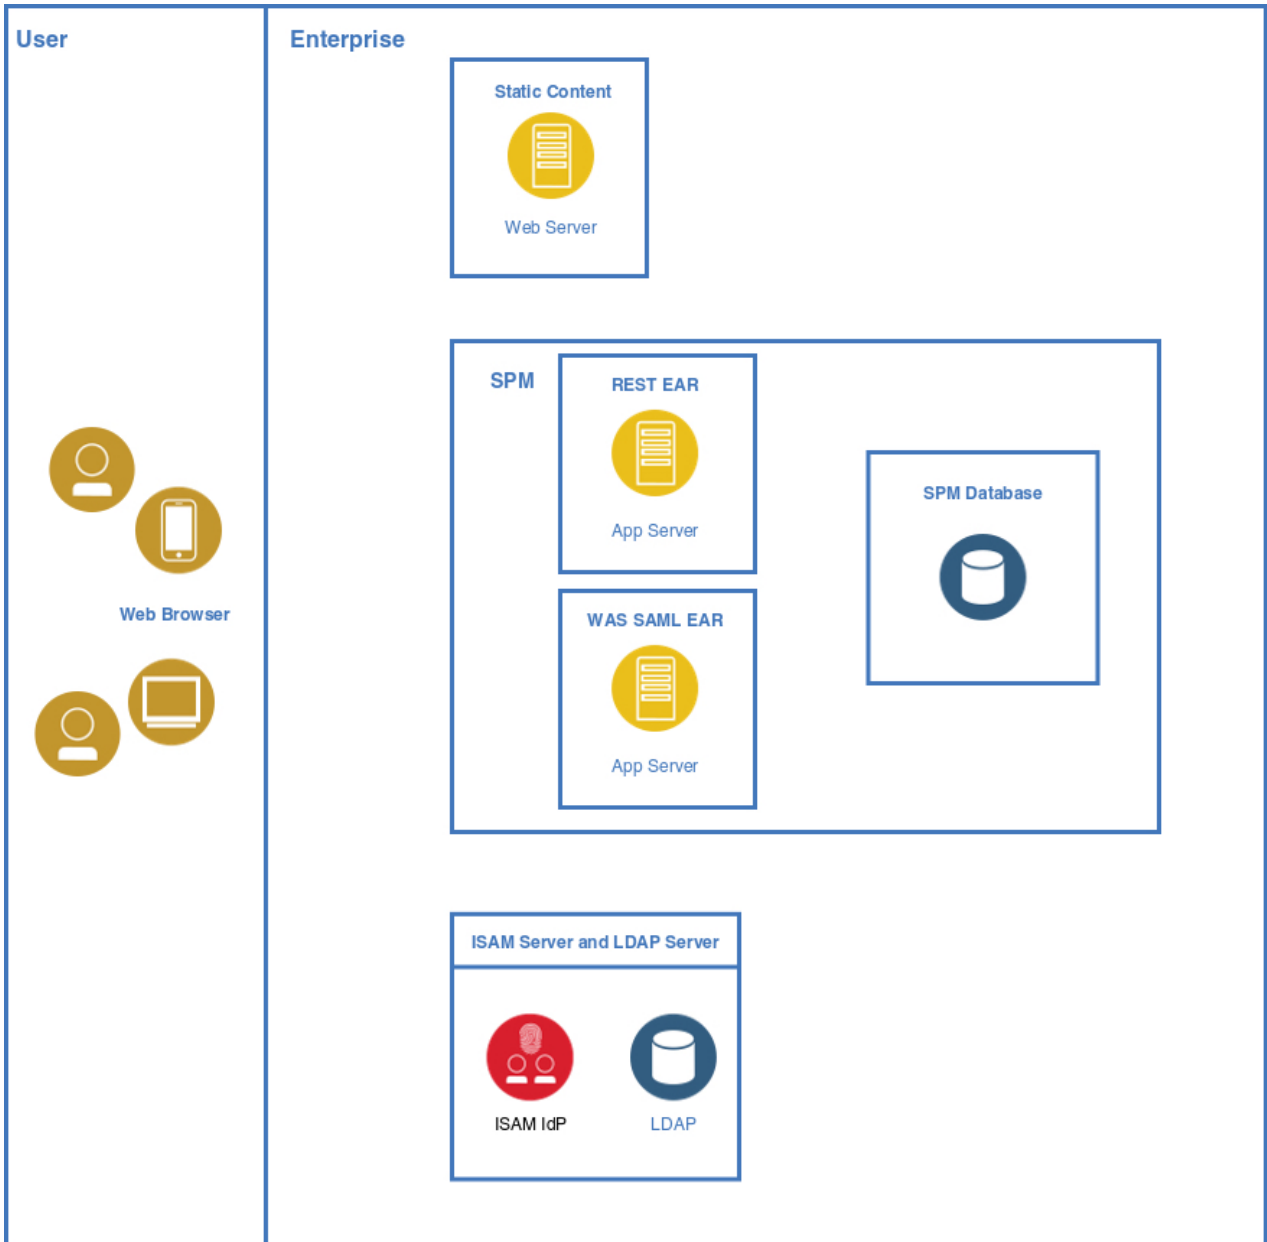 User
Enterprise
Static Content
Web Server
SPM
REST EAR
App Server
SPM Database
Web Browser
WAS SAML EAR
App Server
ISAM Server and LDAP Server
ISAM IdP
LDAP